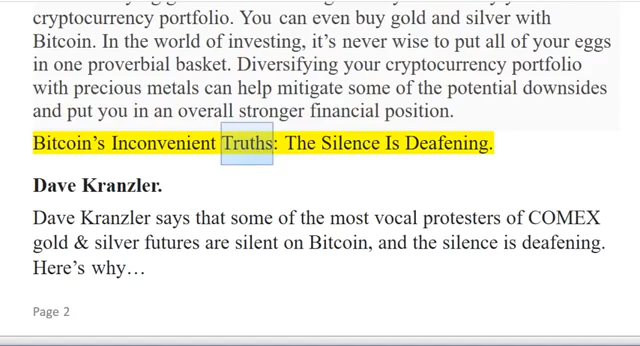 cryptocurrency portfolio. You can even buy gold and silver with
Bitcoin. In the world of investing, it’s never wise to put all of your eggs
in one proverbial basket. Diversifying your cryptocurrency portfolio
with precious metals can help mitigate some of the potential downsides
and put you in an overall stronger financial position.
Bitcoin’s Inconvenient Truths: The Silence Is Deafening.
Dave Kranzler.
Dave Kranzler says that some of the most vocal protesters of COMEX
gold & silver futures are silent on Bitcoin, and the silence is deafening.
Here’s why…
Page 2